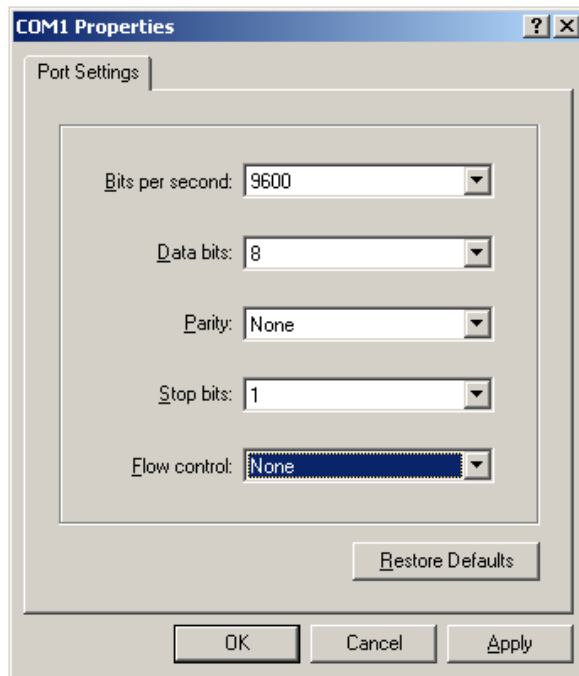 COM1 Properties
Port Settings
Bits per second: 9600
Data bits: 8
Parity: None
Stop bits: 1
Flow control: None
Restore Defaults
OK Cancel Apply